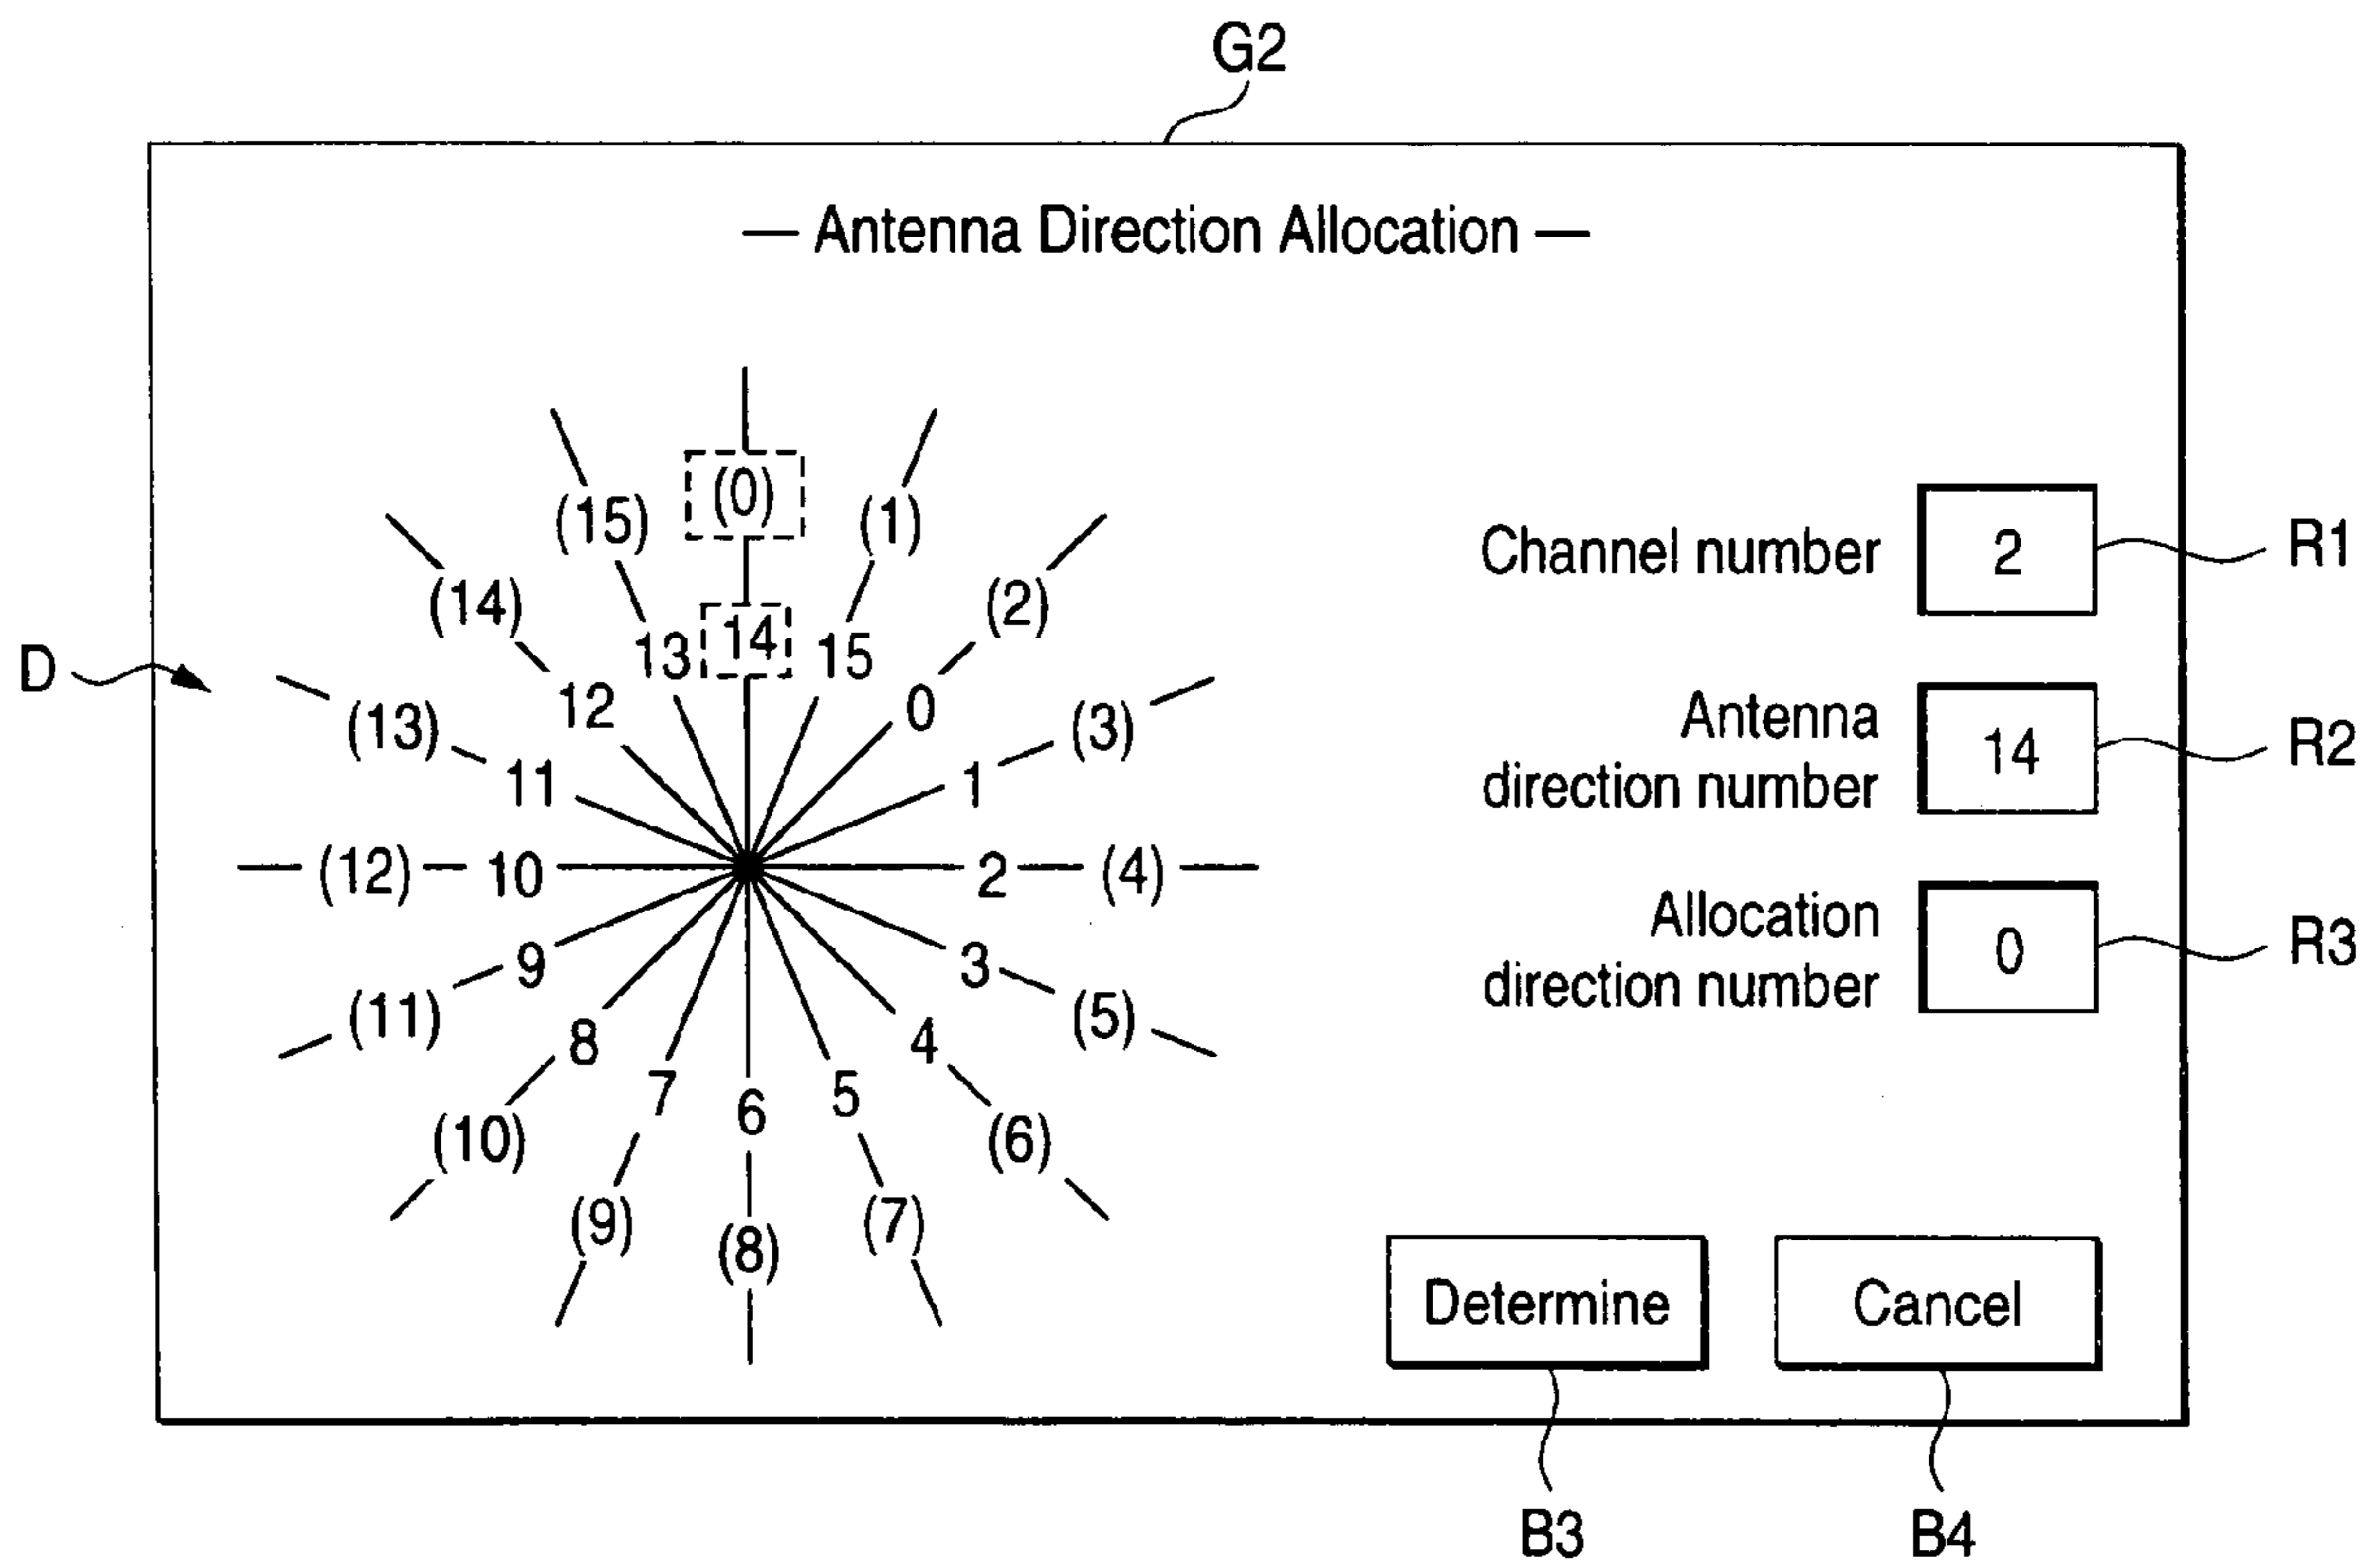 G2
— Antenna Direction Allocation —
(0)
(15)
(1)
(14)
(2)
13
14
15
12
0
(13)
(3)
11
1
(12)
10
2
(4)
9
3
(11)
(5)
8
4
7
5
6
(10)
(6)
(9)
(7)
(8)
D
Channel number
2
R1
Antenna
direction number
14
R2
Allocation
direction number
0
R3
Determine
Cancel
B3
B4